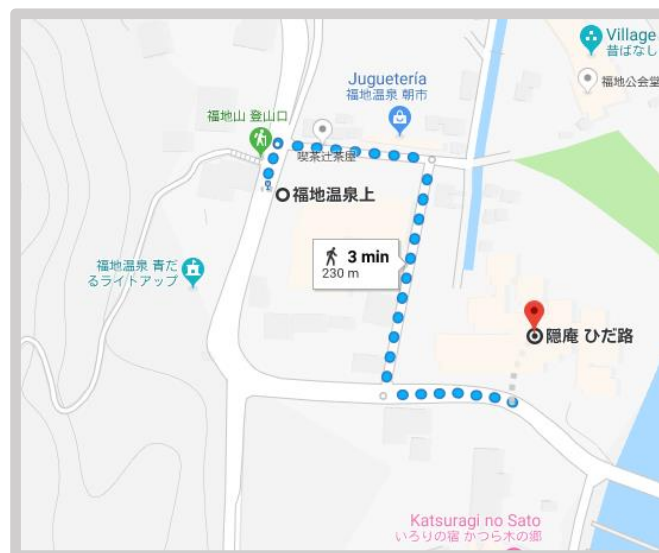 Village
昔ばなし
福地公会堂
Juguetería
福地温泉 朝市
福地山 登山口
喫茶辻茶屋
福地温泉上
3 min
230 m
福地温泉 青だ
るライトアップ
隠庵 ひだ路
Katsuragi no Sato
いろりの宿 かつら木の郷